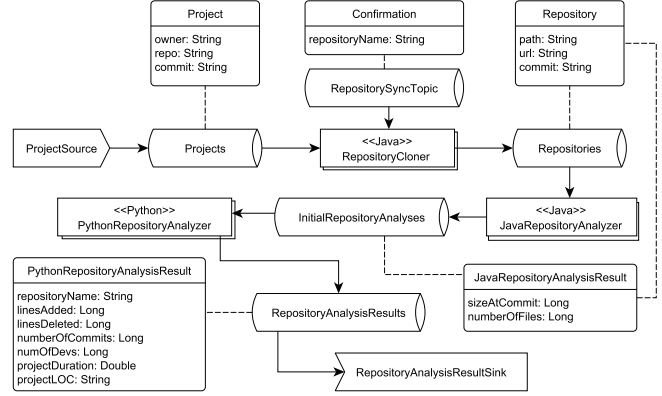 Project
owner: String
repo: String
commit: String
Confirmation
repositoryName: String
Repository
path: String
url: String
commit: String
RepositorySyncTopic
ProjectSource
Projects
<<Java>>
RepositoryCloner
Repositories
<<Python>>
PythonRepositoryAnalyzer
InitialRepositoryAnalyses
<<Java>>
JavaRepositoryAnalyzer
PythonRepositoryAnalysisResult
repositoryName: String
linesAdded: Long
linesDeleted: Long
numberOfCommits: Long
numOfDevs: Long
projectDuration: Double
projectLOC: String
RepositoryAnalysisResults
JavaRepositoryAnalysisResult
sizeAtCommit: Long
numberOfFiles: Long
RepositoryAnalysisResultSink